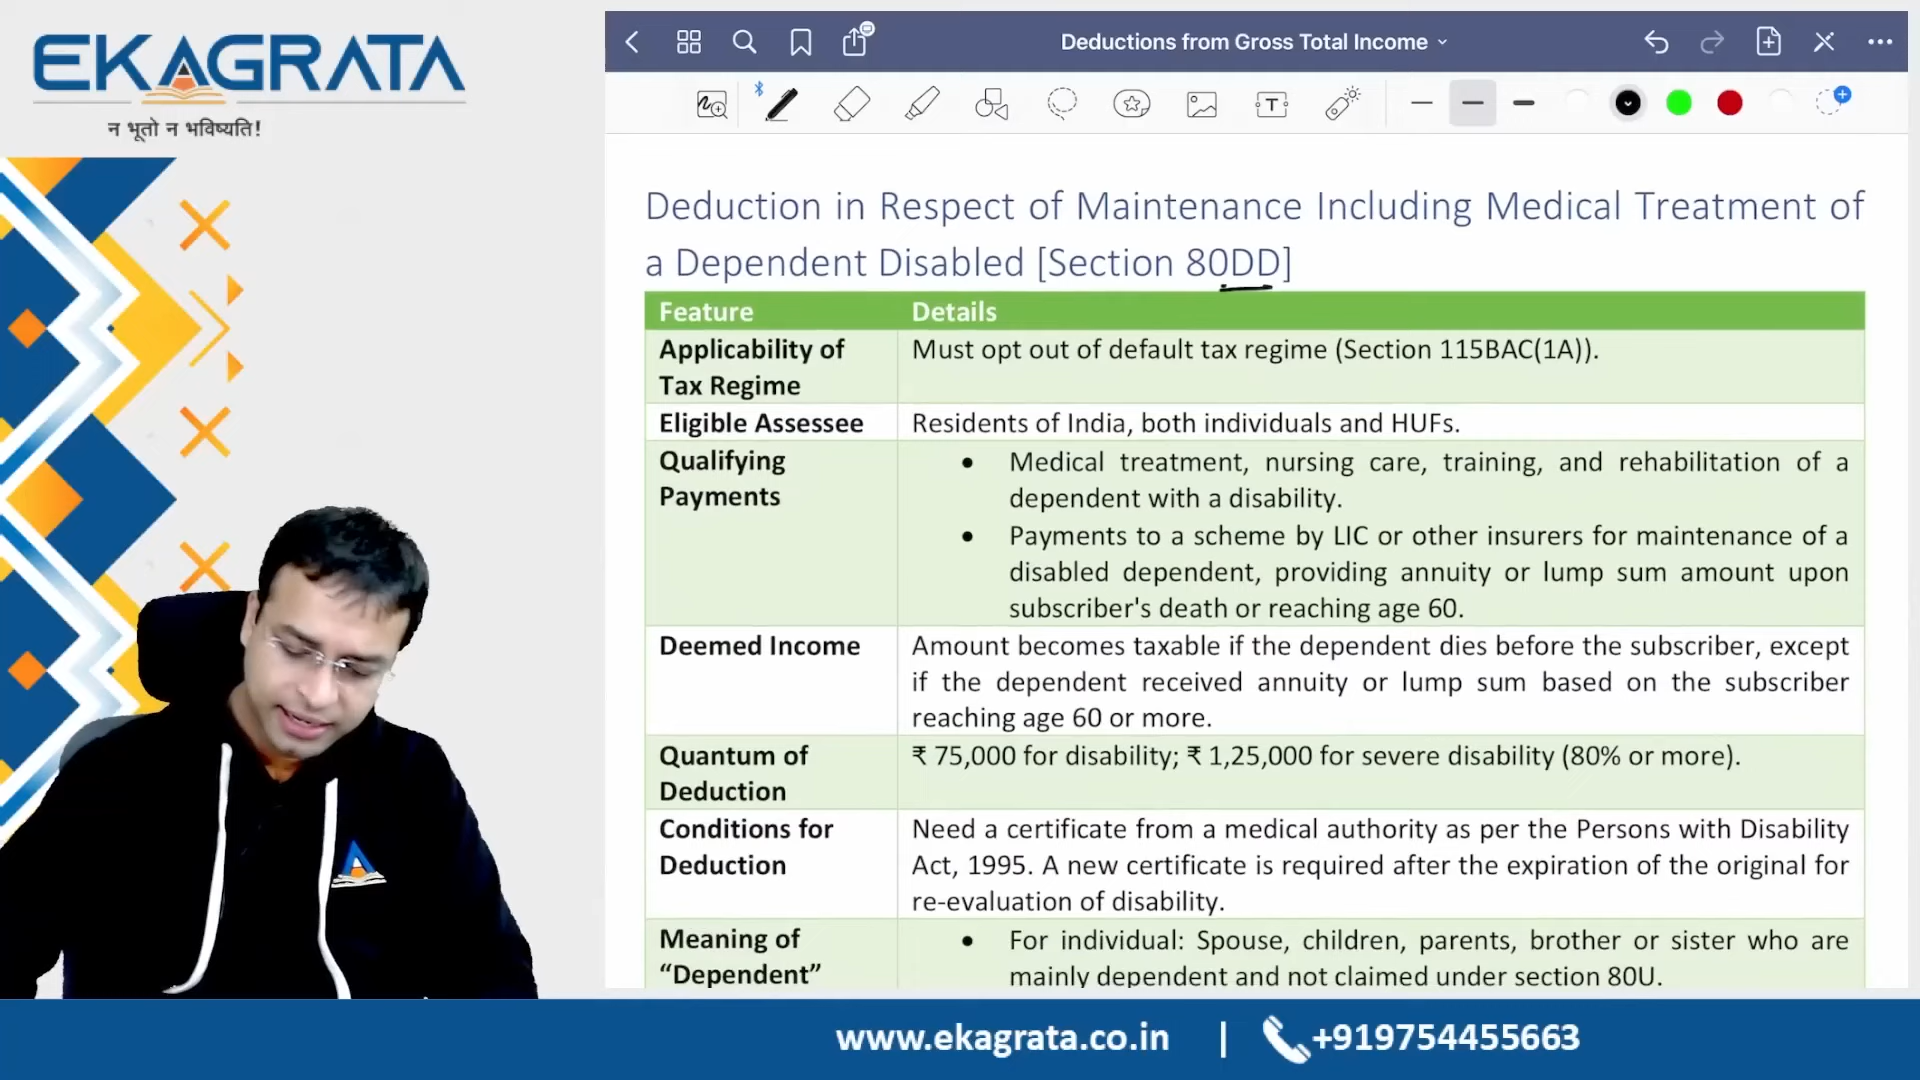 EKAGRATA
न भूतो न भविष्यति!
Deductions from Gross Total Income
T
Deduction in Respect of Maintenance Including Medical Treatment of
a Dependent Disabled [Section 80DD]
Feature Details
Applicability of Tax Regime
Must opt out of default tax regime (Section 115BAC(1A)).
Eligible Assessee
Residents of India, both individuals and HUFs.
Qualifying
Payments
• Medical treatment, nursing care, training, and rehabilitation of a
dependent with a disability.
• Payments to a scheme by LIC or other insurers for maintenance of a
disabled dependent, providing annuity or lump sum amount upon
subscriber's death or reaching age 60.
Deemed Income
Amount becomes taxable if the dependent dies before the subscriber, except
if the dependent received annuity or lump sum based on the subscriber
reaching age 60 or more.
Quantum of
Deduction
₹ 75,000 for disability; ₹ 1,25,000 for severe disability (80% or more).
Conditions for
Deduction
Need a certificate from a medical authority as per the Persons with Disability
Act, 1995. A new certificate is required after the expiration of the original for
re-evaluation of disability.
Meaning of
“Dependent”
• For individual: Spouse, children, parents, brother or sister who are
mainly dependent and not claimed under section 80U.
www.ekagrata.co.in | +919754455663